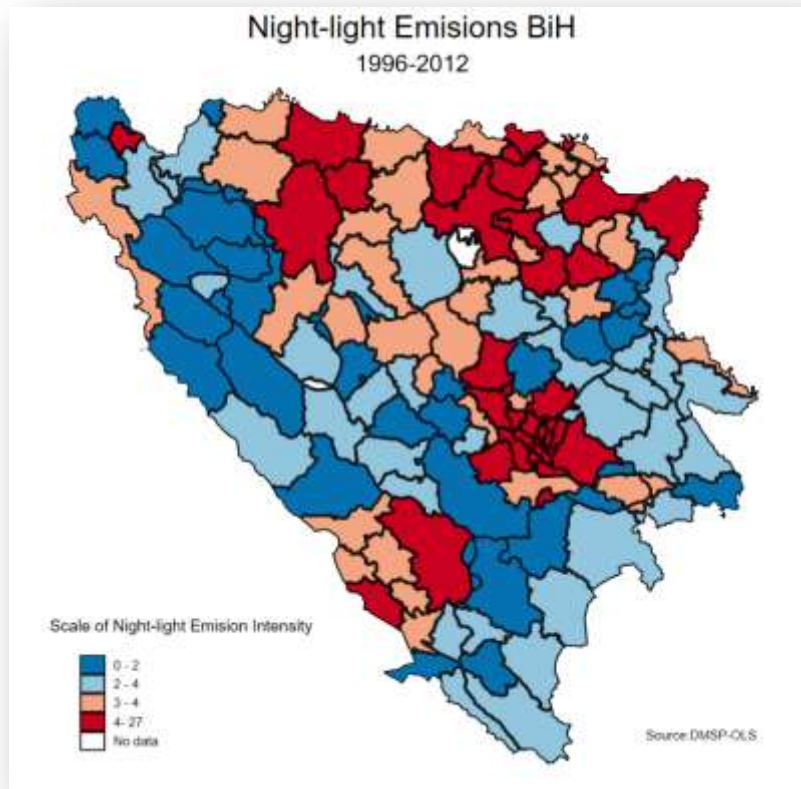 Night-light Emisions BiH
1996-2012
Scale of Night-light Emision Intensity
0 - 2
2 - 4
3 - 4
4- 27
No data
Source:DMSP-OLS